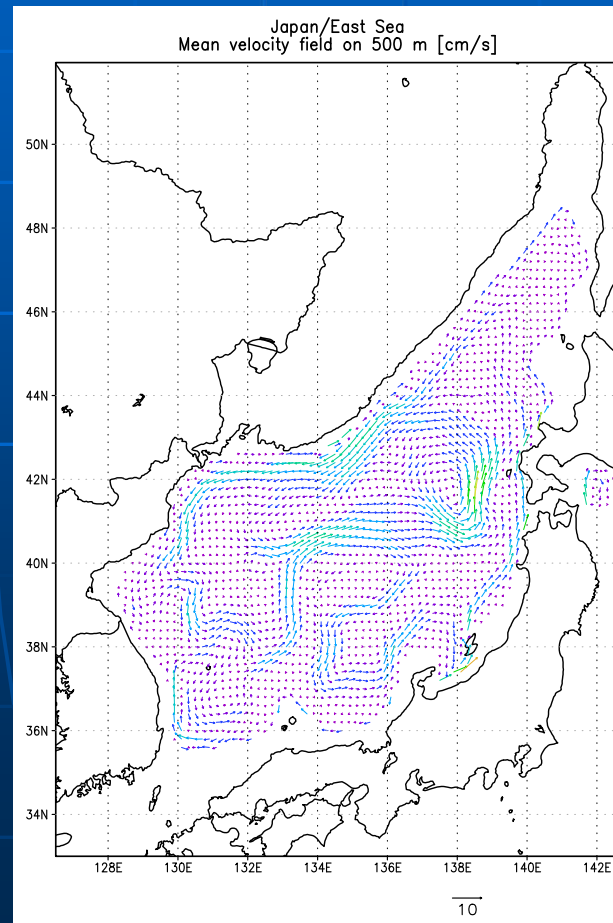 Japan/East Sea
Mean velocity field on 500 m [cm/s]
50N
48N
46N
44N
42N
40N
38N
36N
34N
128E 130E 132E 134E 136E 138E 140E 142E
10